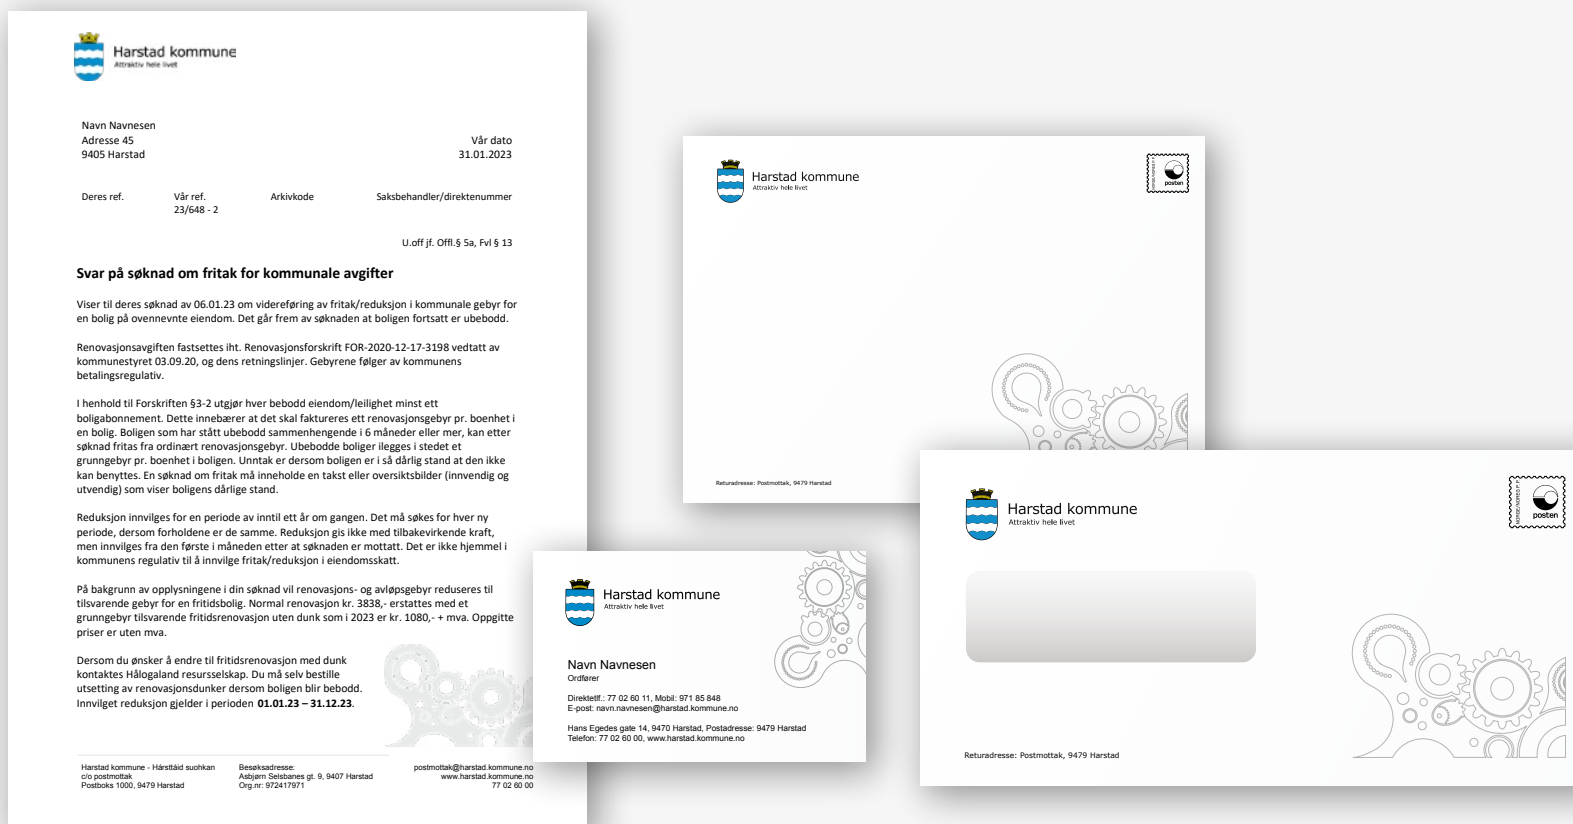 Harstad kommune
Attraktiv hele livet
Navn Navnesen
Adresse 45
9405 Harstad
Vår dato
31.01.2023
Deres ref. Vår ref. Arkivkode Saksbehandler/direktenummer
23/648 - 2
U.off jf. Offl.§ 5a, Fvl § 13
Svar på søknad om fritak for kommunale avgifter
Viser til deres søknad av 06.01.23 om videreføring av fritak/reduksjon i kommunale gebyr for
en bolig på ovennevnte eiendom. Det går frem av søknaden at boligen fortsatt er ubebodd.
Renovasjonsavgiften fastsettes iht. Renovasjonsforskrift FOR-2020-12-17-3198 vedtatt av
kommunestyret 03.09.20, og dens retningslinjer. Gebyrene følger av kommunens
betalingsregulativ.
I henhold til Forskriften §3-2 utgjør hver bebodd eiendom/leilighet minst ett
boligabonnement. Dette innebærer at det skal faktureres ett renovasjonsgebyr pr. boenhet i
en bolig. Boligen som har stått ubebodd sammenhengende i 6 måneder eller mer, kan etter
søknad fritas fra ordinært renovasjonsgebyr. Ubebodde boliger ilegges i stedet et
grunngebyr pr. boenhet i boligen. Unntak er dersom boligen er i så dårlig stand at den ikke
kan benyttes. En søknad om fritak må inneholde en takst eller oversiktsbilder (innvendig og
utvendig) som viser boligens dårlige stand.
Reduksjon innvilges for en periode av inntil ett år om gangen. Det må søkes for hver ny
periode, dersom forholdene er de samme. Reduksjon gis ikke med tilbakevirkende kraft,
men innvilges fra den første i måneden etter at søknaden er mottatt. Det er ikke hjemmel i
kommunens regulativ til å innvilge fritak/reduksjon i eiendomsskatt.
På bakgrunn av opplysningene i din søknad vil renovasjons- og avløpsgebyr reduseres til
tilsvarende gebyr for en fritidsbolig. Normal renovasjon kr. 3838,- erstattes med et
grunngebyr tilsvarende fritidsrenovasjon uten dunk som i 2023 er kr. 1080,- + mva. Oppgitte
priser er uten mva.
Dersom du ønsker å endre til fritidsrenovasjon med dunk
kontaktes Hålogaland resursselskap. Du må selv bestille
utsetting av renovasjonsdunker dersom boligen blir bebodd.
Innvilget reduksjon gjelder i perioden 01.01.23 – 31.12.23.
Harstad kommune - Hárstták suohkan
c/o postmottak
Postboks 1000, 9479 Harstad
Besøksadresse:
Asbjørn Selsbanes gt. 9, 9407 Harstad
Org.nr: 972417971
postmottak@harstad.kommune.no
www.harstad.kommune.no
77 02 60 00
Harstad kommune
Attraktiv hele livet
posten
Returadresse: Postmottak, 9479 Harstad
Harstad kommune
Attraktiv hele livet
Navn Navnesen
Ordfører
Direktetlf.: 77 02 60 11, Mobil: 971 85 848
E-post: navn.navnesen@harstad.kommune.no
Hans Egedes gate 14, 9470 Harstad, Postadresse: 9479 Harstad
Telefon: 77 02 60 00, www.harstad.kommune.no
Harstad kommune
Attraktiv hele livet
NORGE/NOREG P.P.
posten
Returadresse: Postmottak, 9479 Harstad